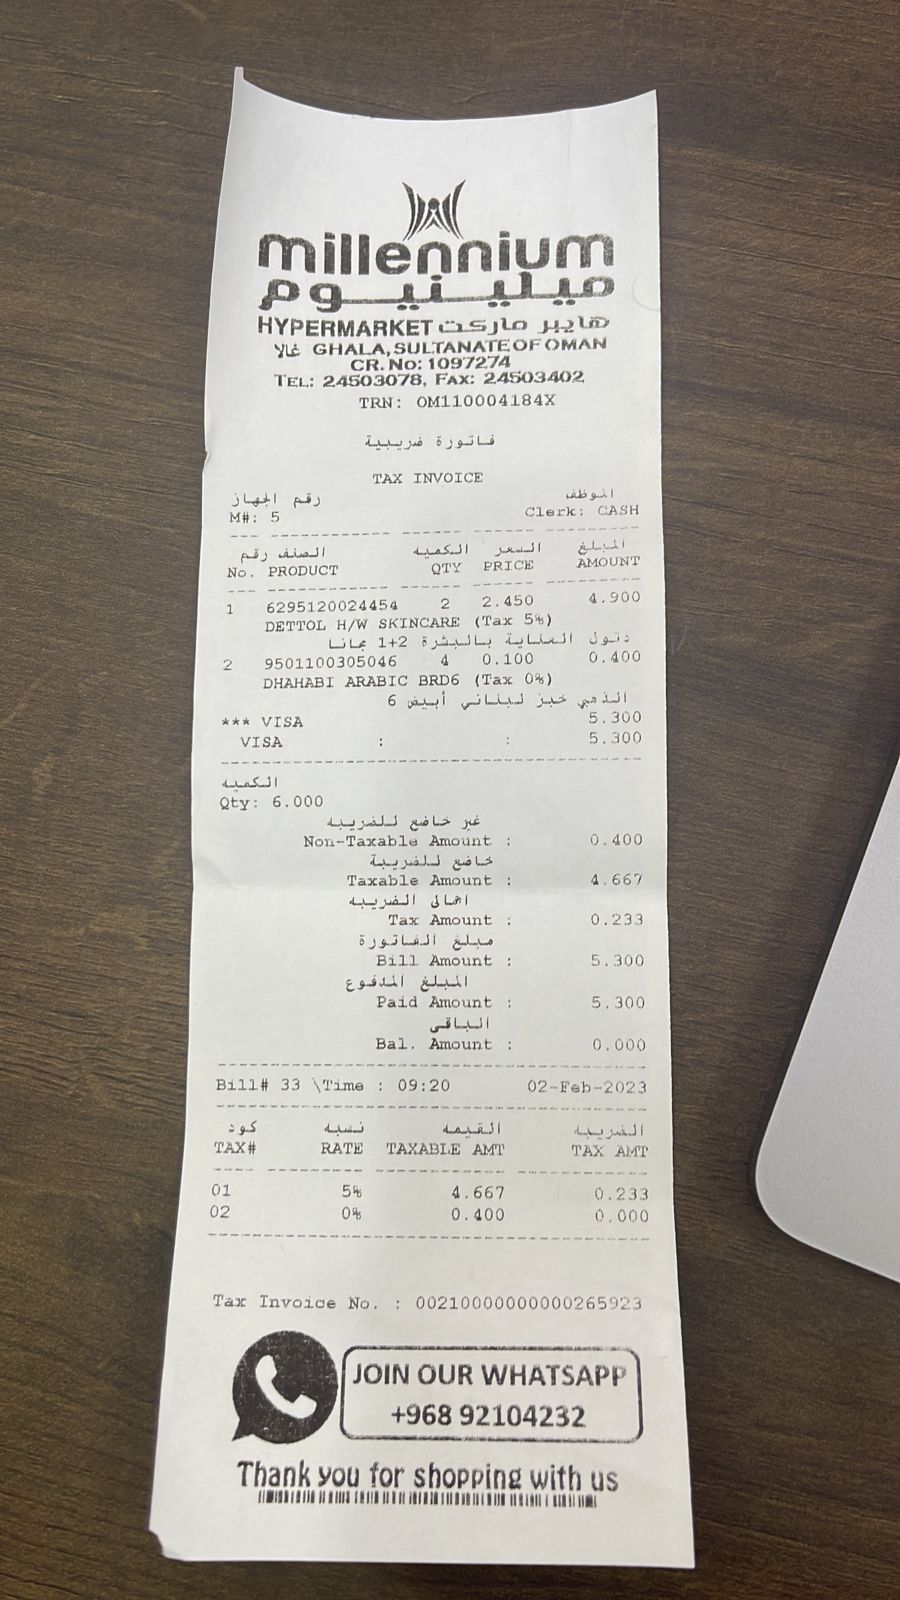 millennium
ميلينيوم
HYPERMARKET هايبر ماركت
غالا GHALA, SULTANATE OF OMAN
CR. No: 1097274
TEL: 24503078, FAX: 24503402
TRN: OM110004184X
فاتورة ضريبية
TAX INVOICE
رقم الجهاز الموظف
M#: 5 Clerk: CASH
الصنف رقم الكميه السعر المبلغ
No. PRODUCT QTY PRICE AMOUNT
1 6295120024454 2 2.450 4.900
DETTOL H/W SKINCARE (Tax 5%)
دتول العناية بالبشرة 2+1 مجانا
2 9501100305046 4 0.100 0.400
DHAHABI ARABIC BRD6 (Tax 0%)
الذهبي خبز لبناني أبيض 6
*** VISA 5.300
VISA : : 5.300
الكميه
Qty: 6.000
غير خاضع للضريبه
Non-Taxable Amount : 0.400
خاضع للضريبة
Taxable Amount : 4.667
الضريبه
Tax Amount : 0.233
مبلغ الفاتورة
Bill Amount : 5.300
المبلغ المدفوع
Paid Amount : 5.300
الباقى
Bal. Amount : 0.000
Bill# 33 \Time : 09:20 02-Feb-2023
كود نسبه القيمه الضريبه
TAX# RATE TAXABLE AMT TAX AMT
01 5% 4.667 0.233
02 0% 0.400 0.000
Tax Invoice No. : 00210000000000265923
JOIN OUR WHATSAPP
+968 92104232
Thank you for shopping with us